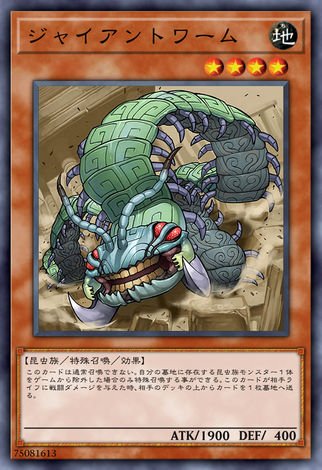 ジャイアントワーム
地
【昆虫族／特殊召喚／効果】
このカードは通常召喚できない。自分の墓地に存在する昆虫族モンスター１体
をゲームから除外した場合のみ特殊召喚する事ができる。このカードが相手
ライフに戦闘ダメージを与えた時、相手のデッキの上からカードを１枚墓地へ送
る。
ATK/1900 DEF/ 400
75081613